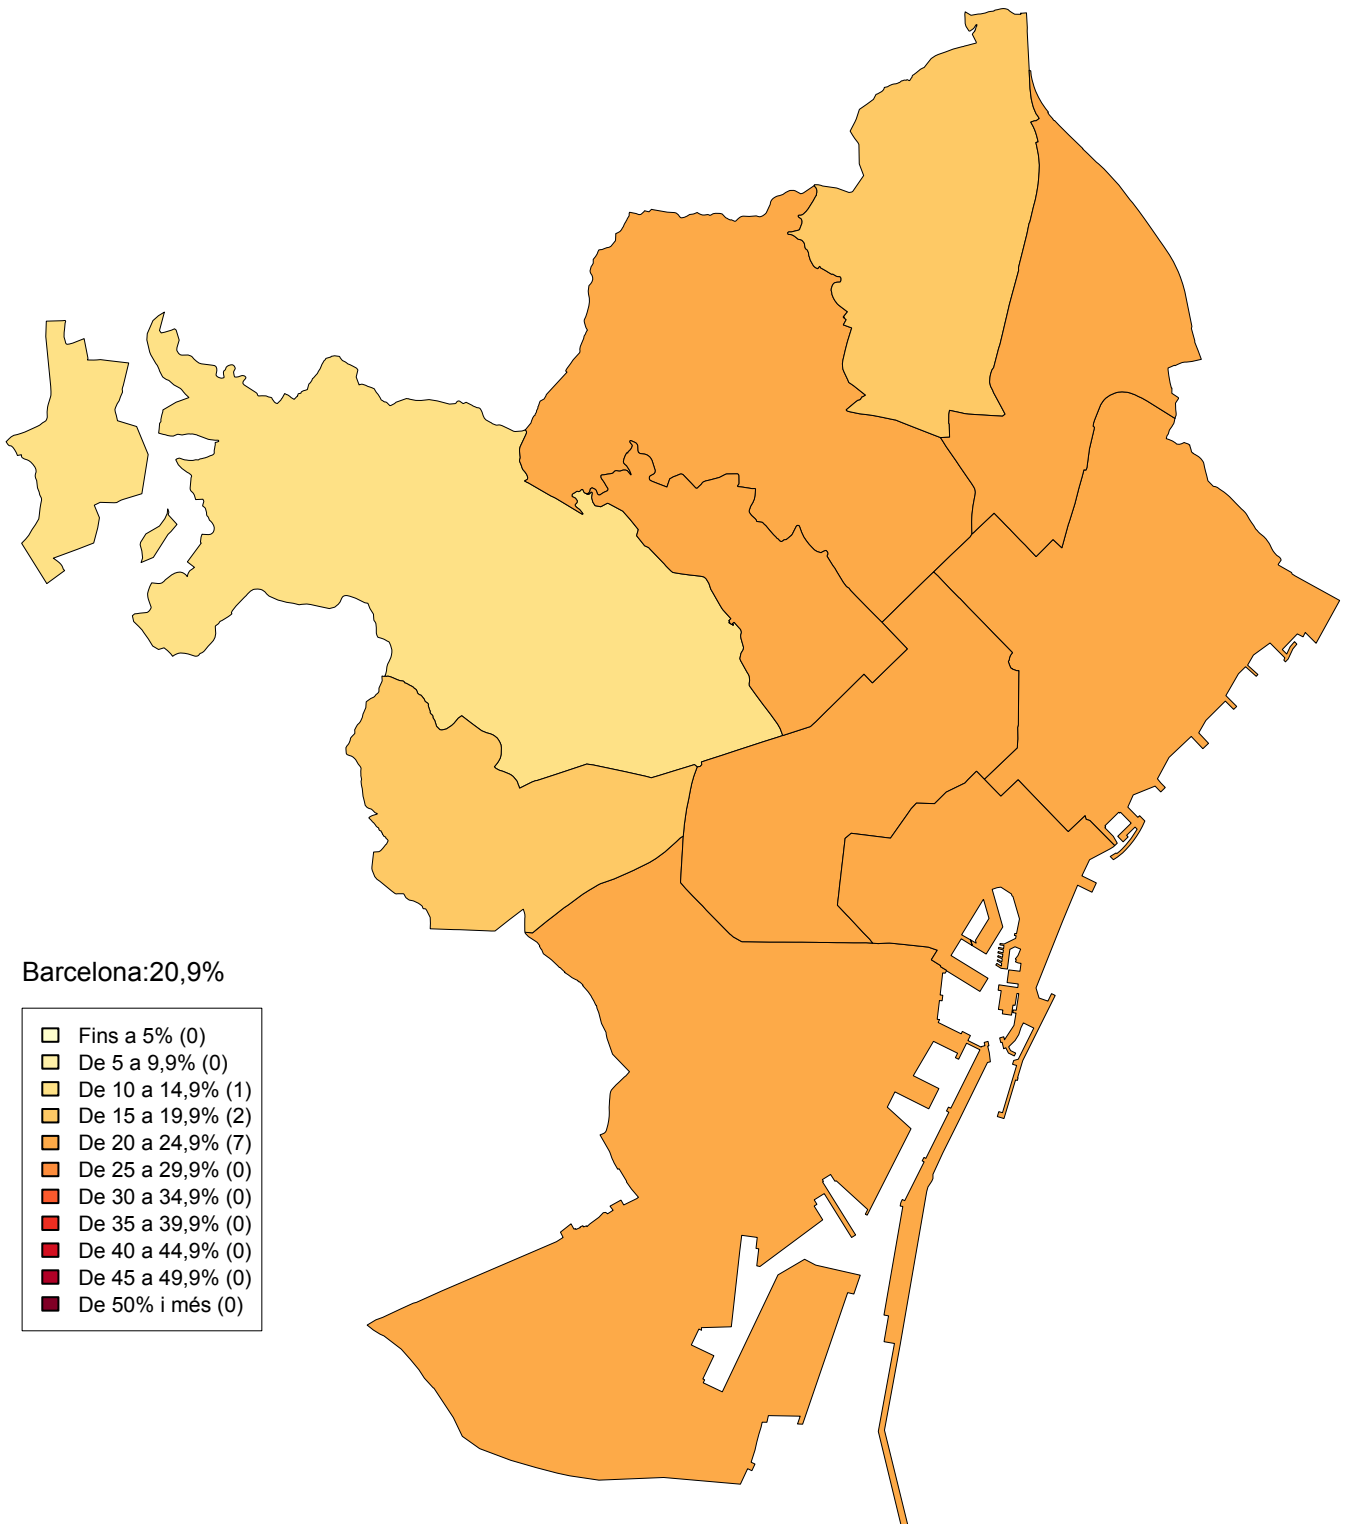 Barcelona:20,9%
Fins a 5% (0)
De 5 a 9,9% (0)
De 10 a 14,9% (1)
De 15 a 19,9% (2)
De 20 a 24,9% (7)
De 25 a 29,9% (0)
De 30 a 34,9% (0)
De 35 a 39,9% (0)
De 40 a 44,9% (0)
De 45 a 49,9% (0)
De 50% i més (0)